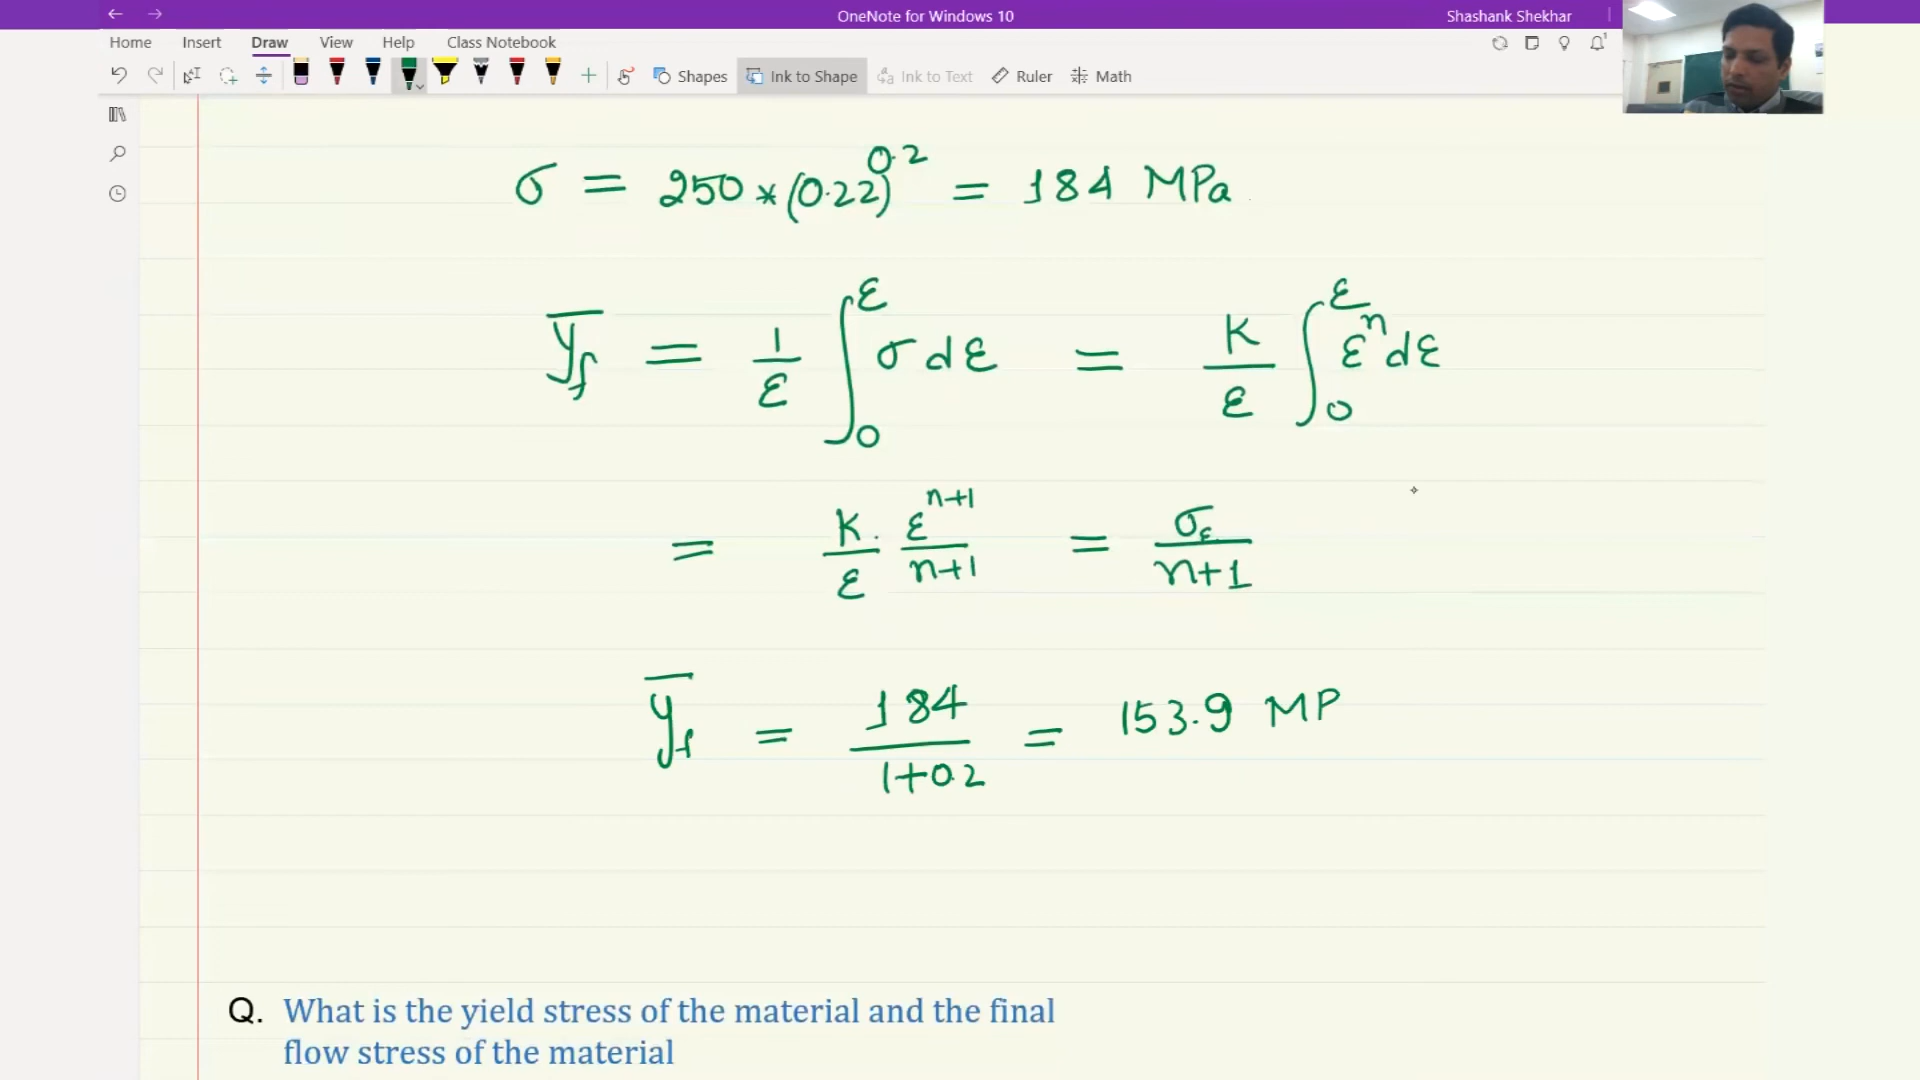 OneNote for Windows 10
Shashank Shekhar
Home Insert Draw View Help Class Notebook
Shapes Ink to Shape Ink to Text Ruler Math
σ = 250 * (0.22)^0.2 = 184 MPa
Y̅f = 1/ε ∫0^ε σ dε = K/ε ∫0^ε ε^n dε
= K/ε · ε^(n+1)/(n+1) = σε/(n+1)
Y̅f = 184/(1+0.2) = 153.9 MP
Q. What is the yield stress of the material and the final
flow stress of the material